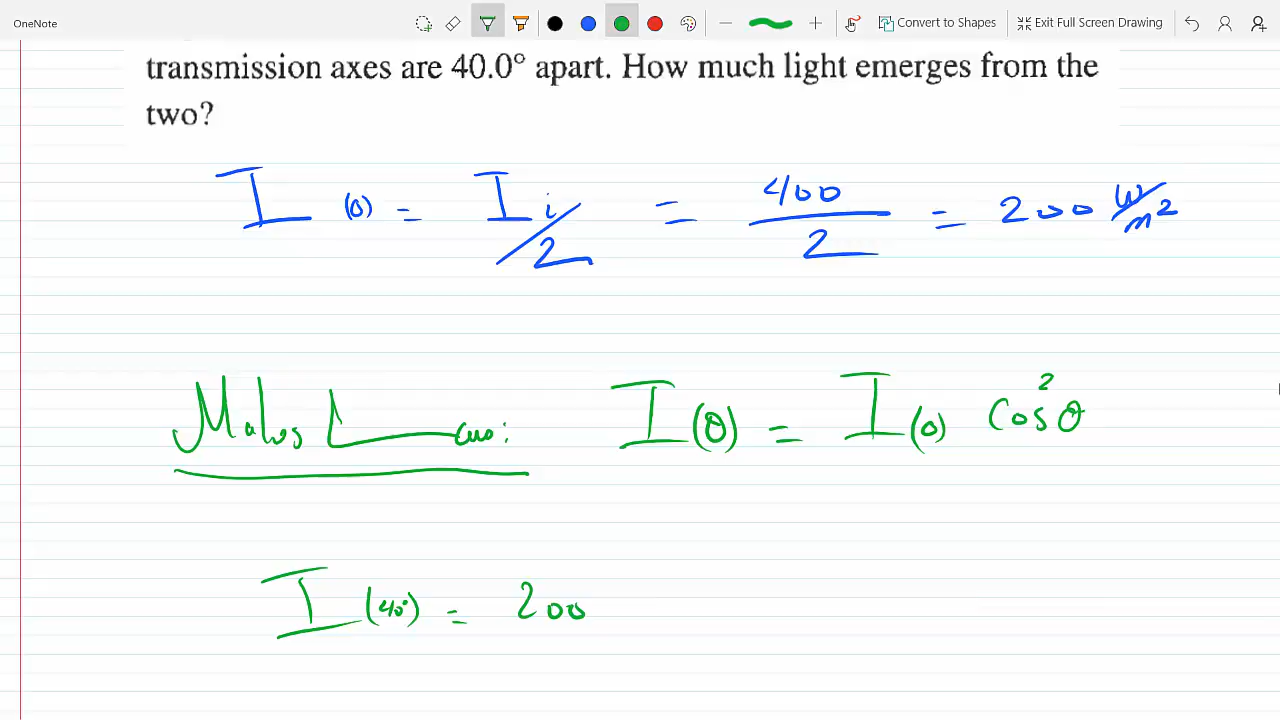 OneNote
Convert to Shapes
Exit Full Screen Drawing
transmission axes are 40.0° apart. How much light emerges from the
two?
I (0) = I i/2 = 400/2 = 200 W/m²
Malus Law: I(θ) = I(0) Cos²θ
I (40°) = 200